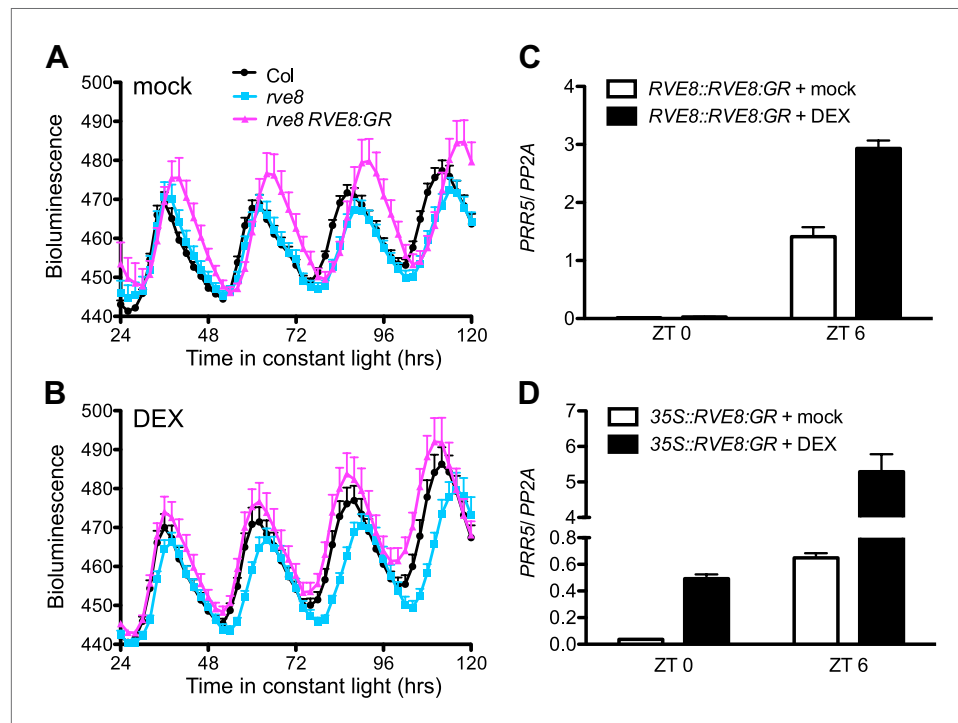 A
mock
Col
rve8
rve8 RVE8:GR
500
490
480
470
460
450
440
Bioluminescence
24 48 72 96 120
Time in constant light (hrs)
B
DEX
500
490
480
470
460
450
440
Bioluminescence
24 48 72 96 120
Time in constant light (hrs)
C
RVE8::RVE8:GR + mock
RVE8::RVE8:GR + DEX
4
3
2
1
0
PRR5/ PP2A
ZT 0 ZT 6
D
35S::RVE8:GR + mock
35S::RVE8:GR + DEX
7
6
5
4
0.8
0.6
0.4
0.2
0.0
PRR5/ PP2A
ZT 0 ZT 6